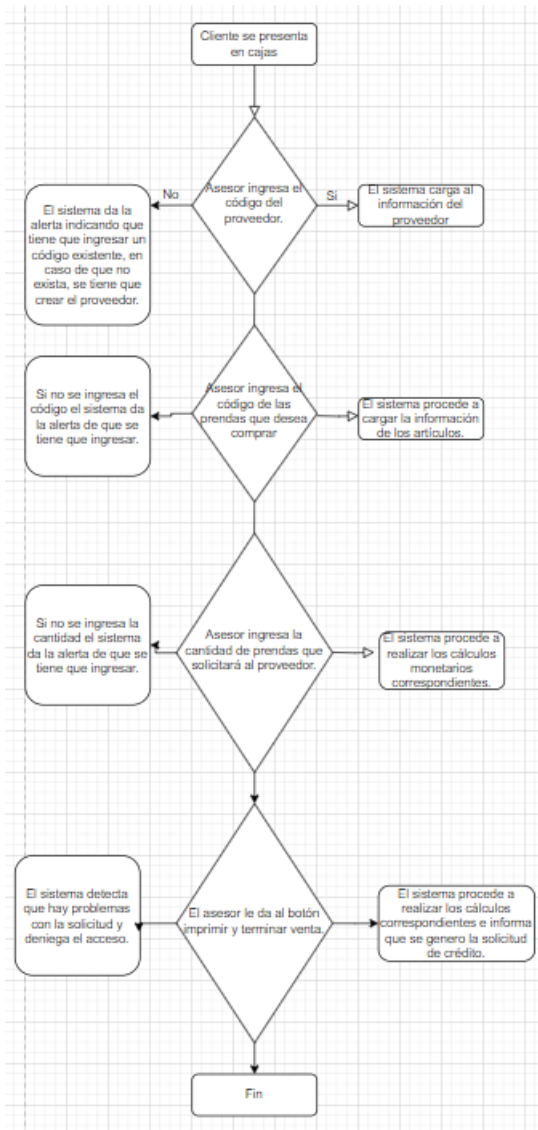 Cliente se presenta
en cajas
No
Asesor ingresa el
código del
proveedor.
Sí
El sistema carga al
información del
proveedor
El sistema da la
alerta indicando que
tiene que ingresar un
código existente, en
caso de que no
exista, se tiene que
crear el proveedor.
Si no se ingresa el
código el sistema da
la alerta de que se
tiene que ingresar.
Asesor ingresa el
código de las
prendas que desea
comprar
El sistema procede a
cargar la información
de los artículos.
Si no se ingresa la
cantidad el sistema
da la alerta de que se
tiene que ingresar.
Asesor ingresa la
cantidad de prendas que
solicitará al proveedor.
El sistema procede a
realizar los cálculos
monetarios
correspondientes.
El sistema detecta
que hay problemas
con la solicitud y
deniega el acceso.
El asesor le da al botón
imprimir y terminar venta.
El sistema procede a
realizar los cálculos
correspondientes e informa
que se genero la solicitud
de crédito.
Fin